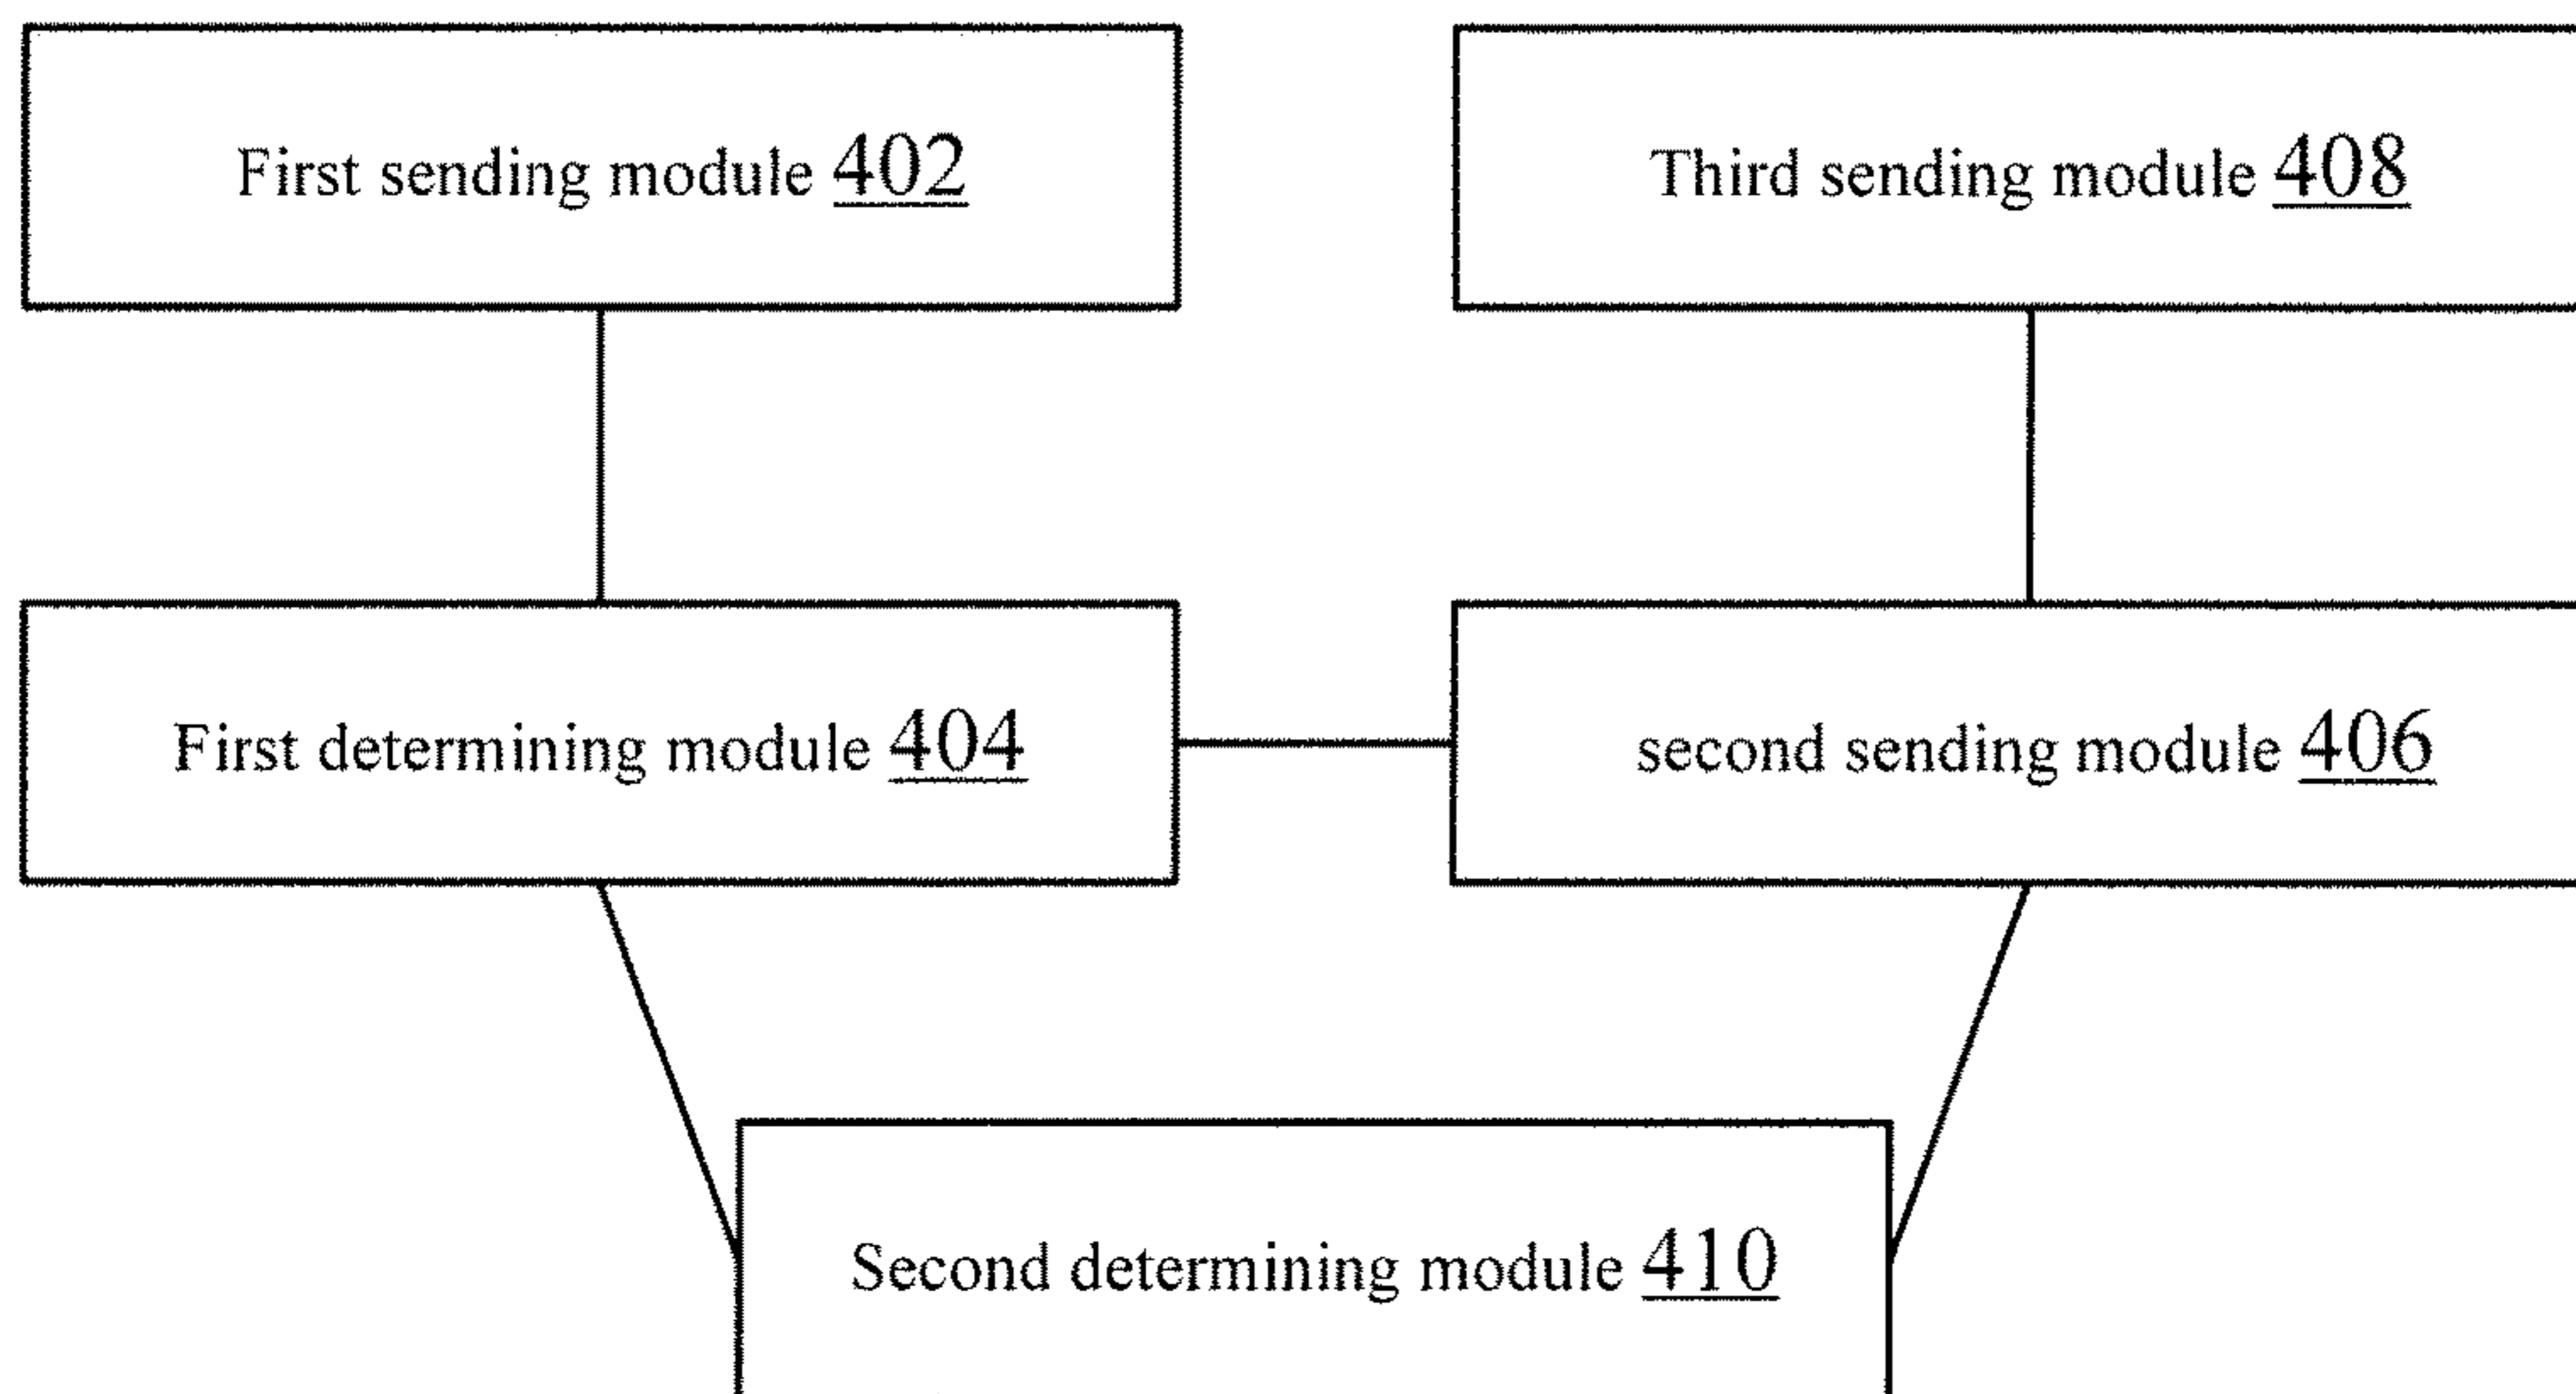 First sending module 402
Third sending module 408
First determining module 404
second sending module 406
Second determining module 410